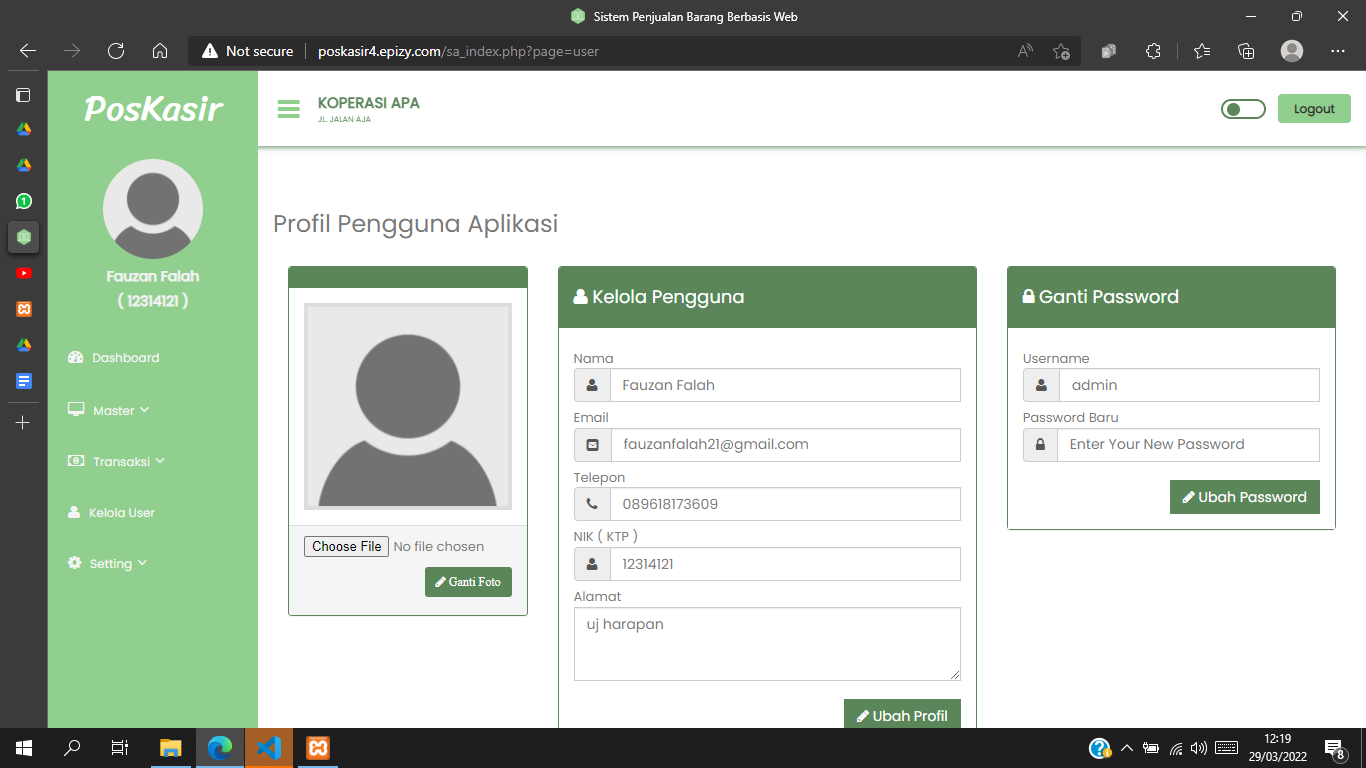 Sistem Penjualan Barang Berbasis Web
Not secure
poskasir4.epizy.com/sa_index.php?page=user
PosKasir
KOPERASI APA
JL. JALAN AJA
Logout
Fauzan Falah
( 12314121 )
Dashboard
Master
Transaksi
Kelola User
Setting
Profil Pengguna Aplikasi
Choose File No file chosen
Ganti Foto
Kelola Pengguna
Nama
Fauzan Falah
Email
fauzanfalah21@gmail.com
Telepon
089618173609
NIK ( KTP )
12314121
Alamat
uj harapan
Ubah Profil
Ganti Password
Username
admin
Password Baru
Enter Your New Password
Ubah Password
1
12:19
29/03/2022
8